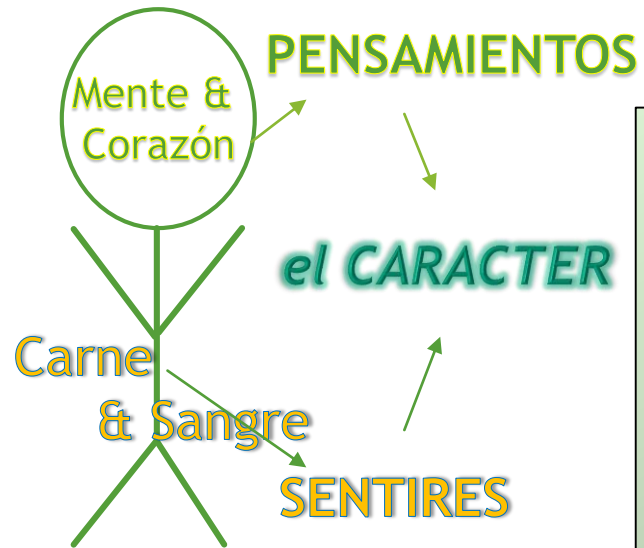 PENSAMIENTOS
Mente &
Corazón
el CARACTER
Carne
& Sangre
SENTIRES